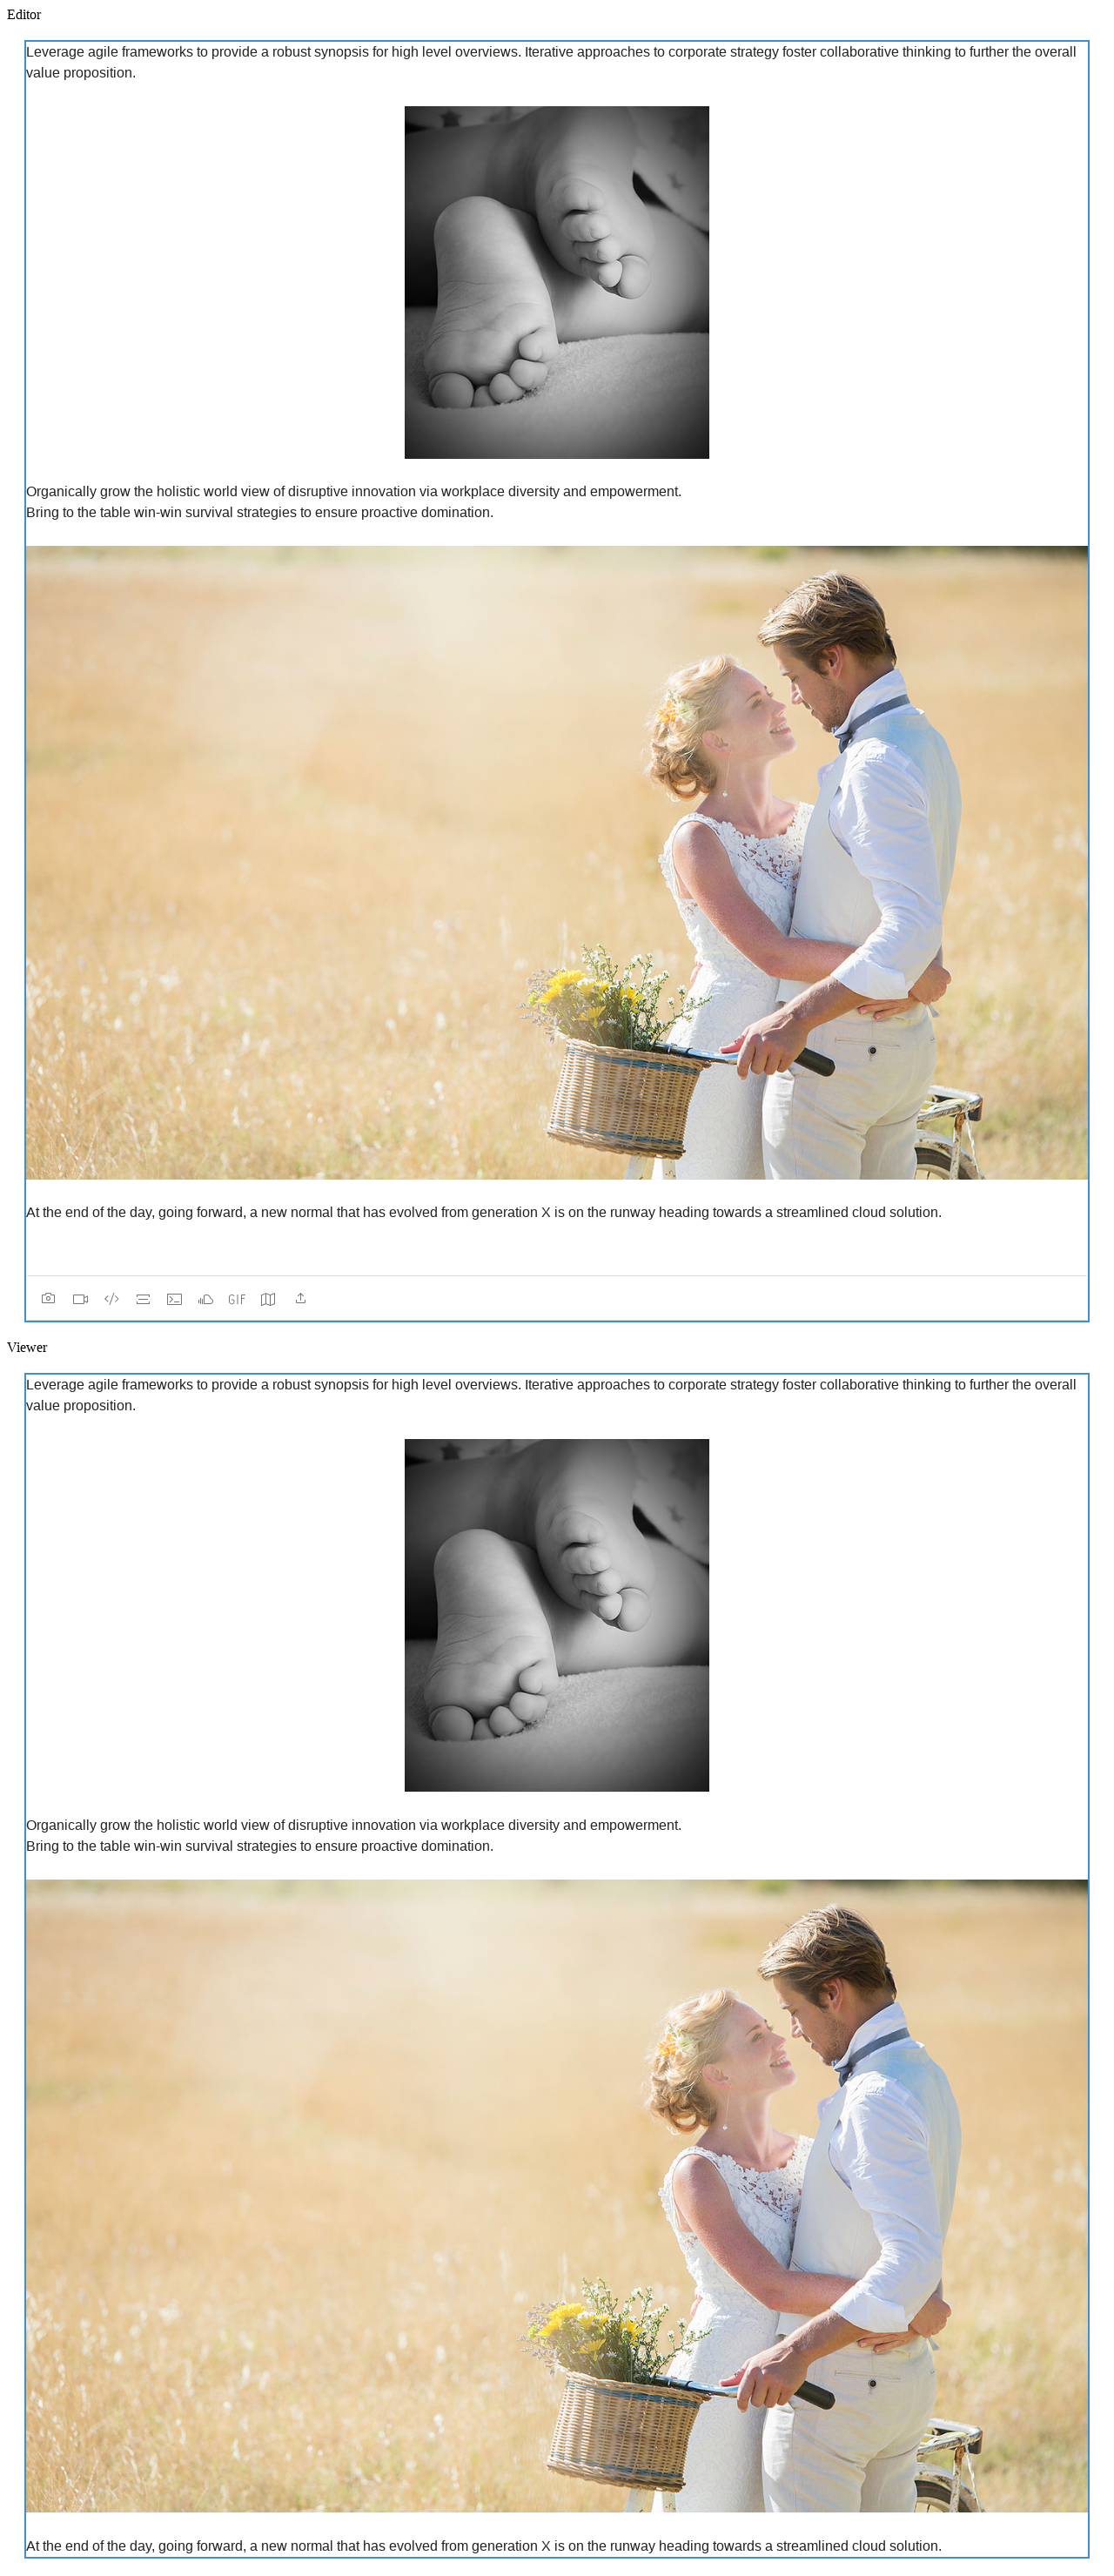 Editor
Leverage agile frameworks to provide a robust synopsis for high level overviews. Iterative approaches to corporate strategy foster collaborative thinking to further the overall
value proposition.
Organically grow the holistic world view of disruptive innovation via workplace diversity and empowerment.
Bring to the table win-win survival strategies to ensure proactive domination.
At the end of the day, going forward, a new normal that has evolved from generation X is on the runway heading towards a streamlined cloud solution.
GIF
Viewer
Leverage agile frameworks to provide a robust synopsis for high level overviews. Iterative approaches to corporate strategy foster collaborative thinking to further the overall
value proposition.
Organically grow the holistic world view of disruptive innovation via workplace diversity and empowerment.
Bring to the table win-win survival strategies to ensure proactive domination.
At the end of the day, going forward, a new normal that has evolved from generation X is on the runway heading towards a streamlined cloud solution.